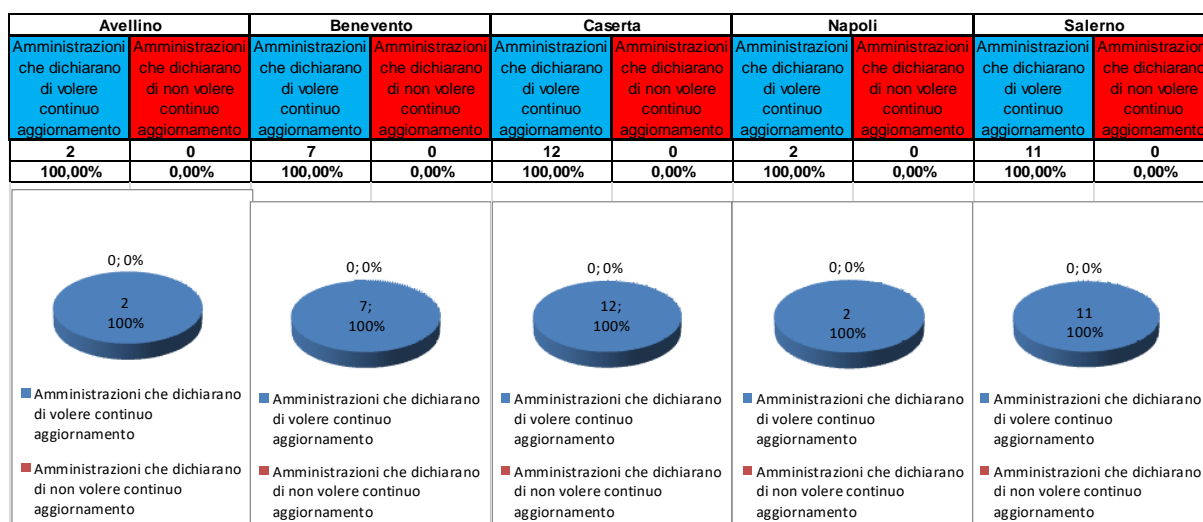 Avellino Benevento Caserta Napoli Salerno
Amministrazioni Amministrazioni Amministrazioni Amministrazioni Amministrazioni Amministrazioni Amministrazioni Amministrazioni Amministrazioni Amministrazioni
che dichiarano che dichiarano che dichiarano che dichiarano che dichiarano che dichiarano che dichiarano che dichiarano che dichiarano che dichiarano
di volere di non volere di volere di non volere di volere di non volere di volere di non volere di volere di non volere
continuo continuo continuo continuo continuo continuo continuo continuo continuo continuo
aggiornamento aggiornamento aggiornamento aggiornamento aggiornamento aggiornamento aggiornamento aggiornamento aggiornamento aggiornamento
2 0 7 0 12 0 2 0 11 0
100,00% 0,00% 100,00% 0,00% 100,00% 0,00% 100,00% 0,00% 100,00% 0,00%
0; 0%
2
100%
Amministrazioni che dichiarano
di volere continuo
aggiornamento
Amministrazioni che dichiarano
di non volere continuo
aggiornamento
0; 0%
7;
100%
Amministrazioni che dichiarano
di volere continuo
aggiornamento
Amministrazioni che dichiarano
di non volere continuo
aggiornamento
0; 0%
12;
100%
Amministrazioni che dichiarano
di volere continuo
aggiornamento
Amministrazioni che dichiarano
di non volere continuo
aggiornamento
0; 0%
2
100%
Amministrazioni che dichiarano
di volere continuo
aggiornamento
Amministrazioni che dichiarano
di non volere continuo
aggiornamento
0; 0%
11
100%
Amministrazioni che dichiarano
di volere continuo
aggiornamento
Amministrazioni che dichiarano
di non volere continuo
aggiornamento